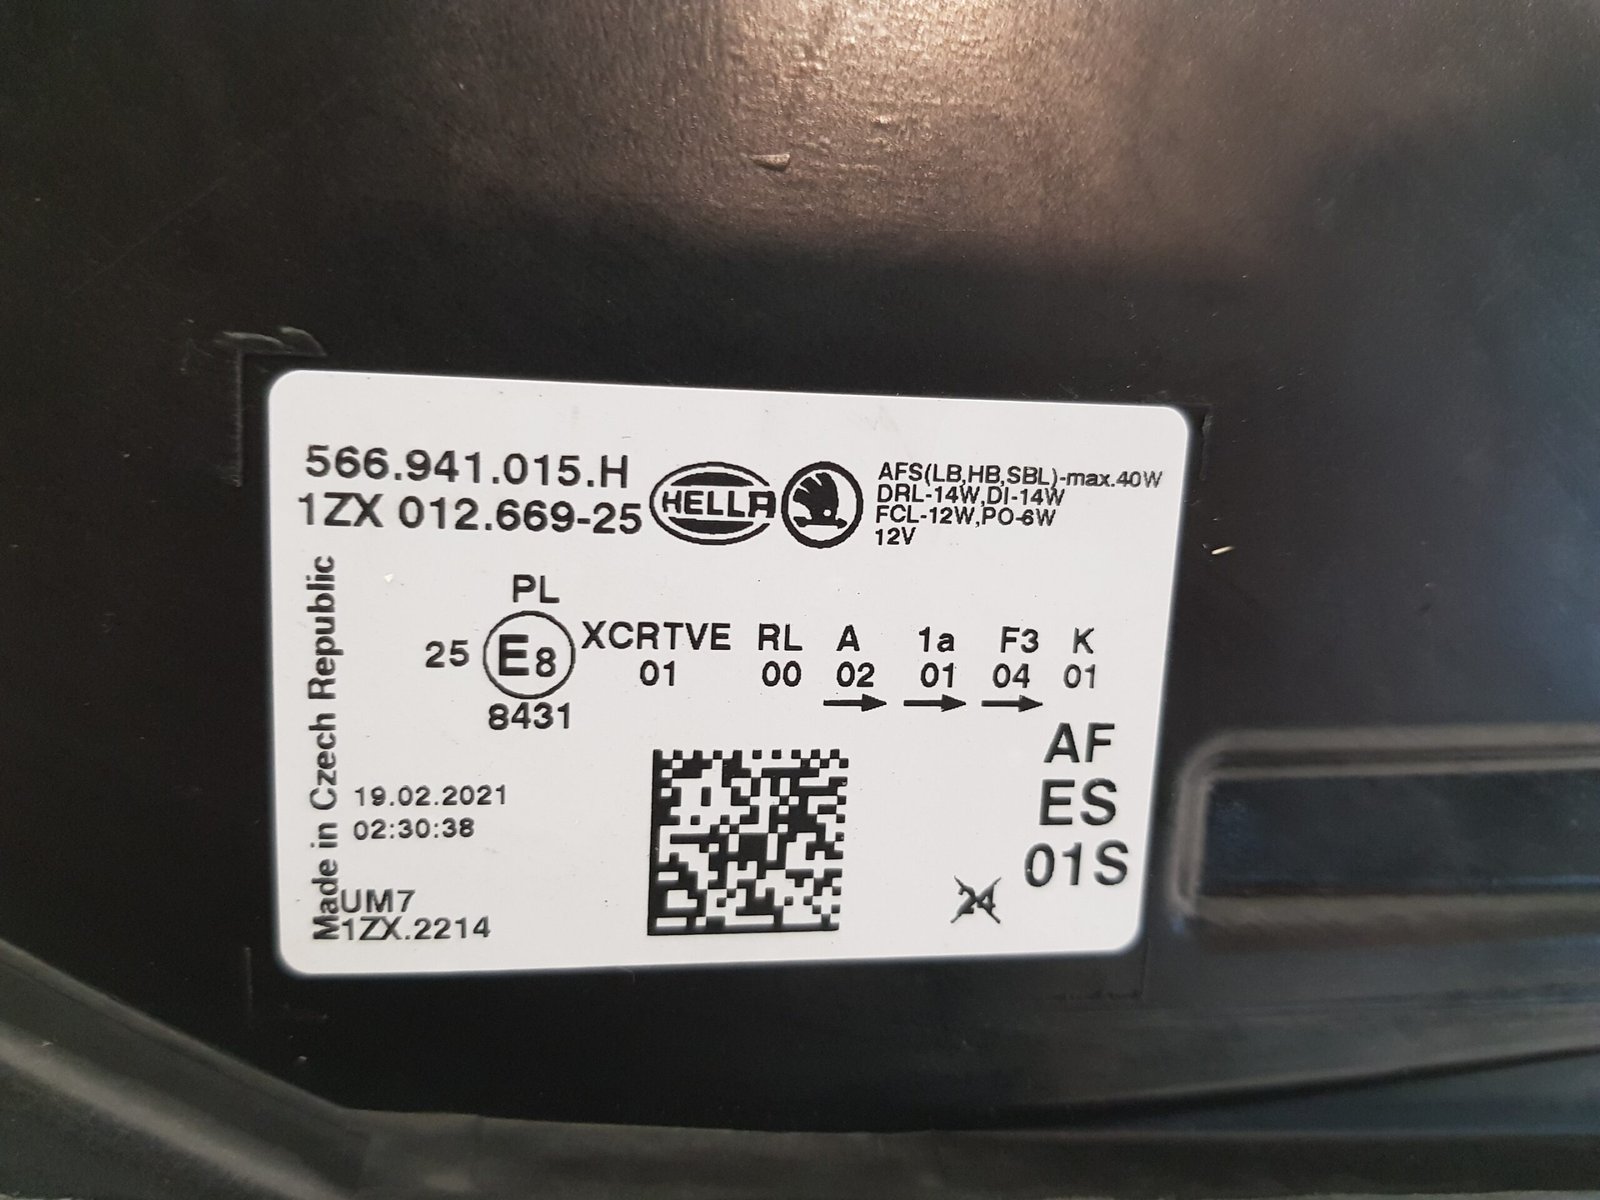 566.941.015.H
1ZX 012.669-25
HELLA
AFS(LB,HB,SBL)-max.40W
DRL-14W,DI-14W
FCL-12W,PO-6W
12V
Made in Czech Republic
PL
25 E8 XCRTVE RL A 1a F3 K
01 00 02 01 04 01
8431
AF
ES
01S
19.02.2021
02:30:38
UM7
1ZX.2214
24